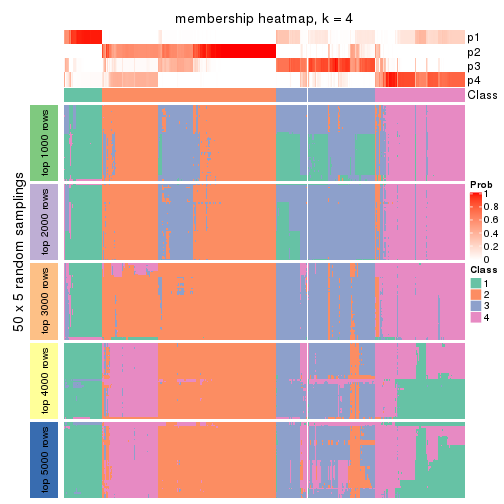 membership heatmap, k = 4
p1
p2
p3
p4
Class
50 x 5 random samplings
top 1000 rows
top 2000 rows
top 3000 rows
top 4000 rows
top 5000 rows
Prob
1
0.8
0.6
0.4
0.2
0
Class
1
2
3
4